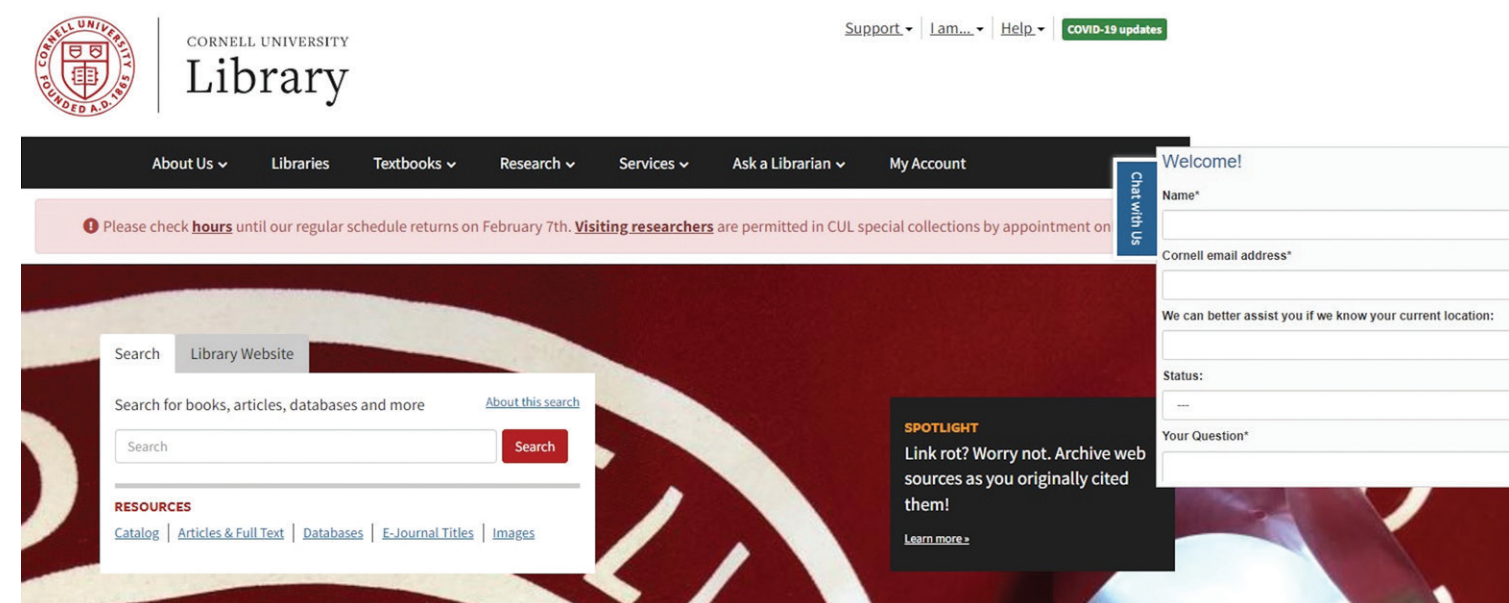 CORNELL UNIVERSITY
FOUNDED A.D. 1865
CORNELL UNIVERSITY
Library
Support I am... Help COVID-19 updates
About Us Libraries Textbooks Research Services Ask a Librarian My Account
Please check hours until our regular schedule returns on February 7th. Visiting researchers are permitted in CUL special collections by appointment on
Chat with Us
Welcome!
Name*
Cornell email address*
We can better assist you if we know your current location:
Status:
---
Your Question*
Search Library Website
Search for books, articles, databases and more About this search
Search Search
RESOURCES
Catalog | Articles & Full Text | Databases | E-Journal Titles | Images
SPOTLIGHT
Link rot? Worry not. Archive web
sources as you originally cited
them!
Learn more »